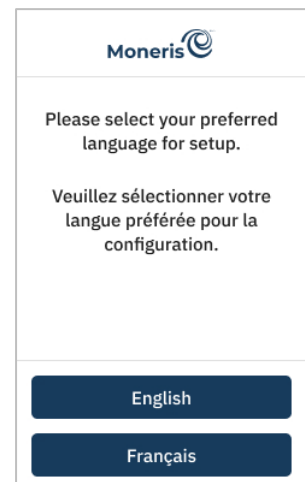 Moneris
Please select your preferred
language for setup.
Veuillez sélectionner votre
langue préférée pour la
configuration.
English
Français